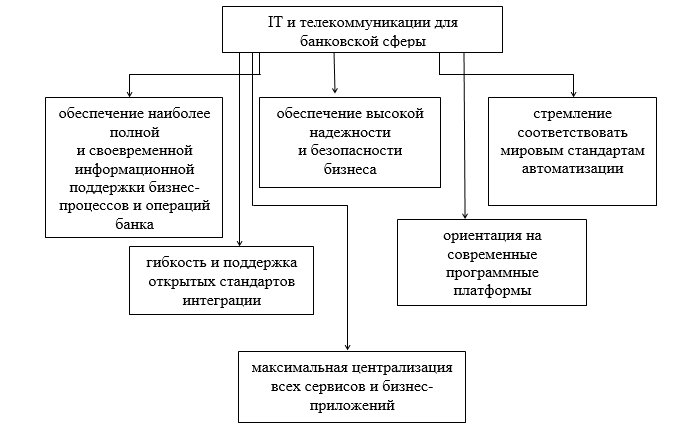 IT и телекоммуникации для
банковской сферы
обеспечение наиболее
полной
и своевременной
информационной
поддержки бизнес-
процессов и операций
банка
обеспечение высокой
надежности
и безопасности
бизнеса
стремление
соответствовать
мировым стандартам
автоматизации
гибкость и поддержка
открытых стандартов
интеграции
ориентация на
современные
программные
платформы
максимальная централизация
всех сервисов и бизнес-
приложений